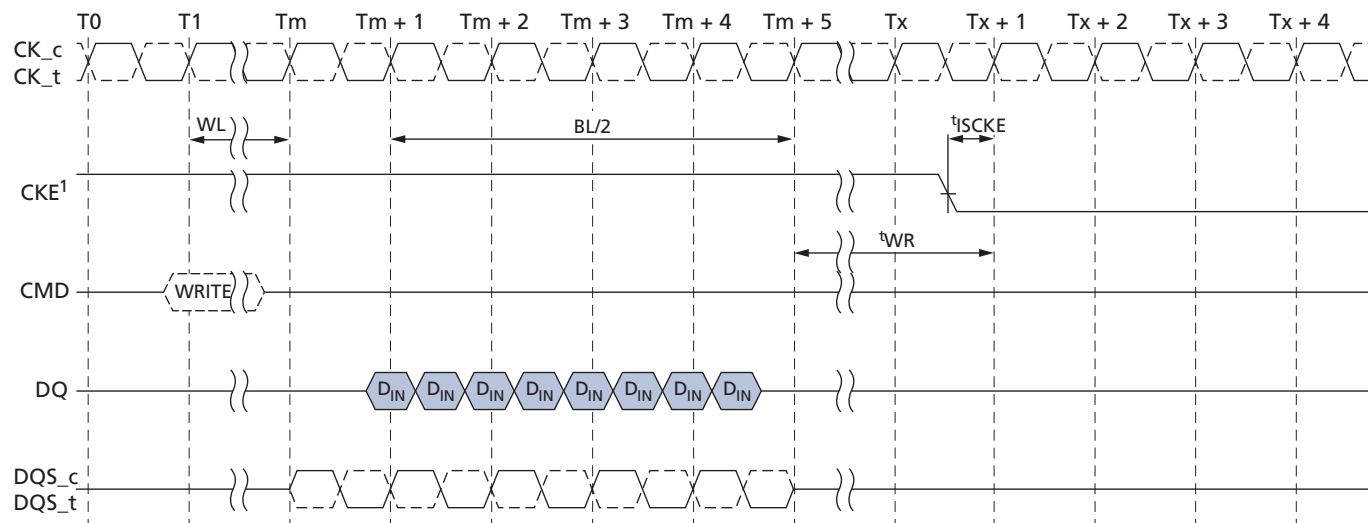 T0 T1 Tm Tm + 1 Tm + 2 Tm + 3 Tm + 4 Tm + 5 Tx Tx + 1 Tx + 2 Tx + 3 Tx + 4
CK_c
CK_t
WL BL/2 tISCKE
CKE1
tWR
CMD WRITE
DQ DIN DIN DIN DIN DIN DIN DIN DIN
DQS_c
DQS_t